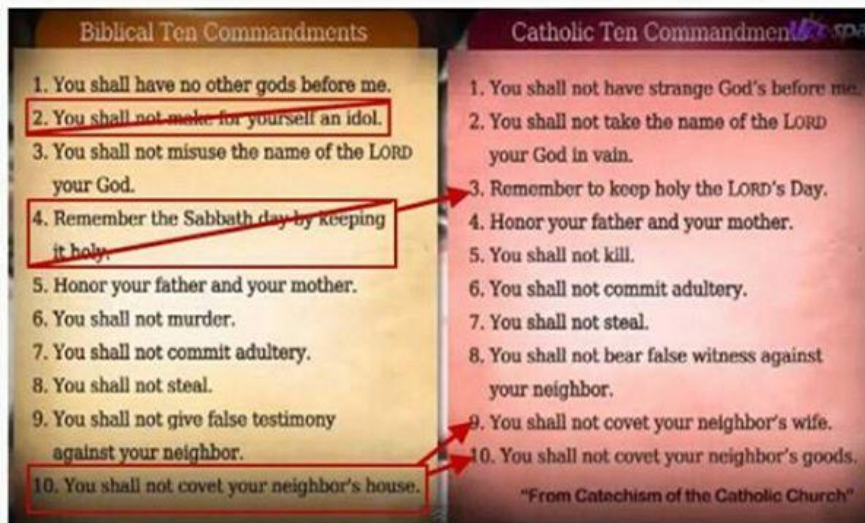 Biblical Ten Commandments
1. You shall have no other gods before me.
2. You shall not make for yourself an idol.
3. You shall not misuse the name of the LORD
your God.
4. Remember the Sabbath day by keeping
it holy.
5. Honor your father and your mother.
6. You shall not murder.
7. You shall not commit adultery.
8. You shall not steal.
9. You shall not give false testimony
against your neighbor.
10. You shall not covet your neighbor's house.
Catholic Ten Commandments
1. You shall not have strange God's before me.
2. You shall not take the name of the LORD
your God in vain.
3. Remember to keep holy the LORD's Day.
4. Honor your father and your mother.
5. You shall not kill.
6. You shall not commit adultery.
7. You shall not steal.
8. You shall not bear false witness against
your neighbor.
9. You shall not covet your neighbor's wife.
10. You shall not covet your neighbor's goods.
"From Catechism of the Catholic Church"